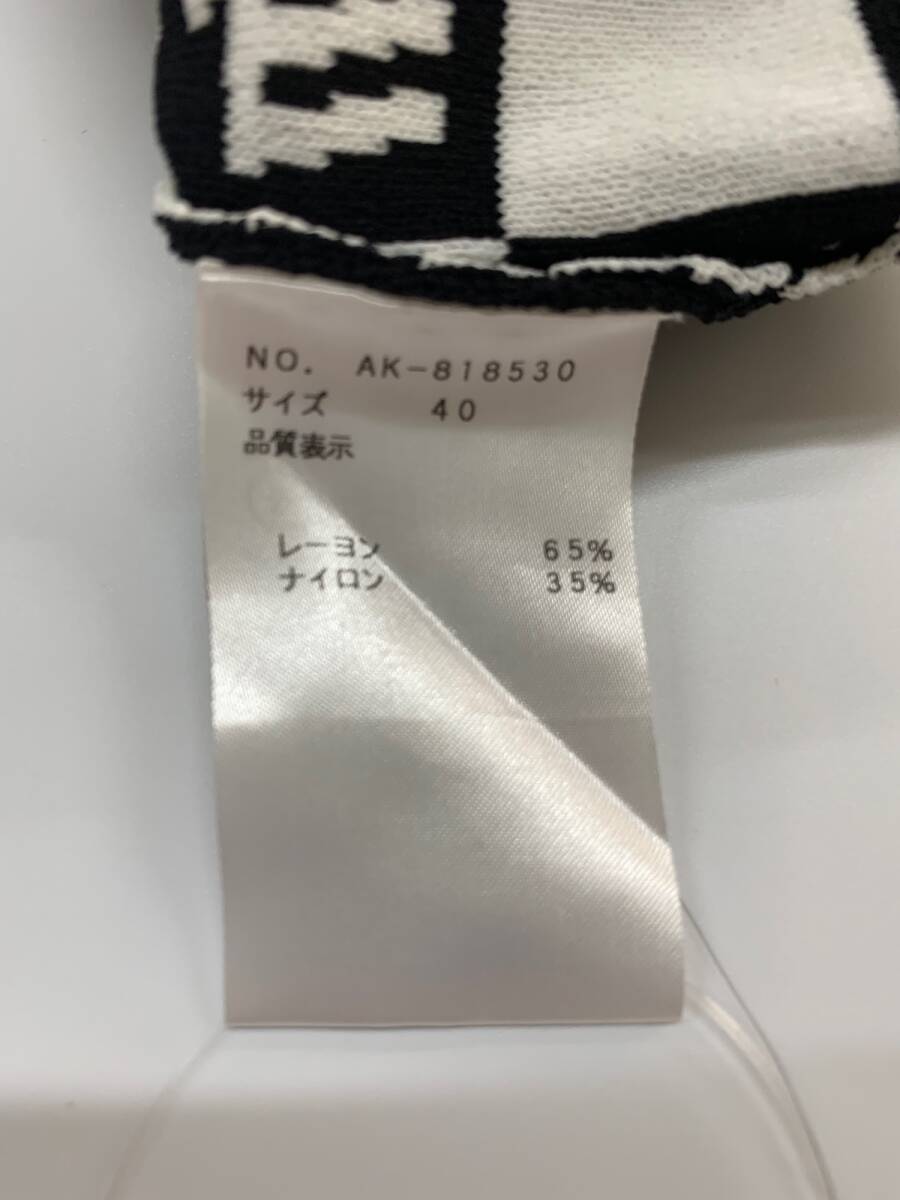 NO. AK-818530
サイズ 40
品質表示
レーヨン 65%
ナイロン 35%